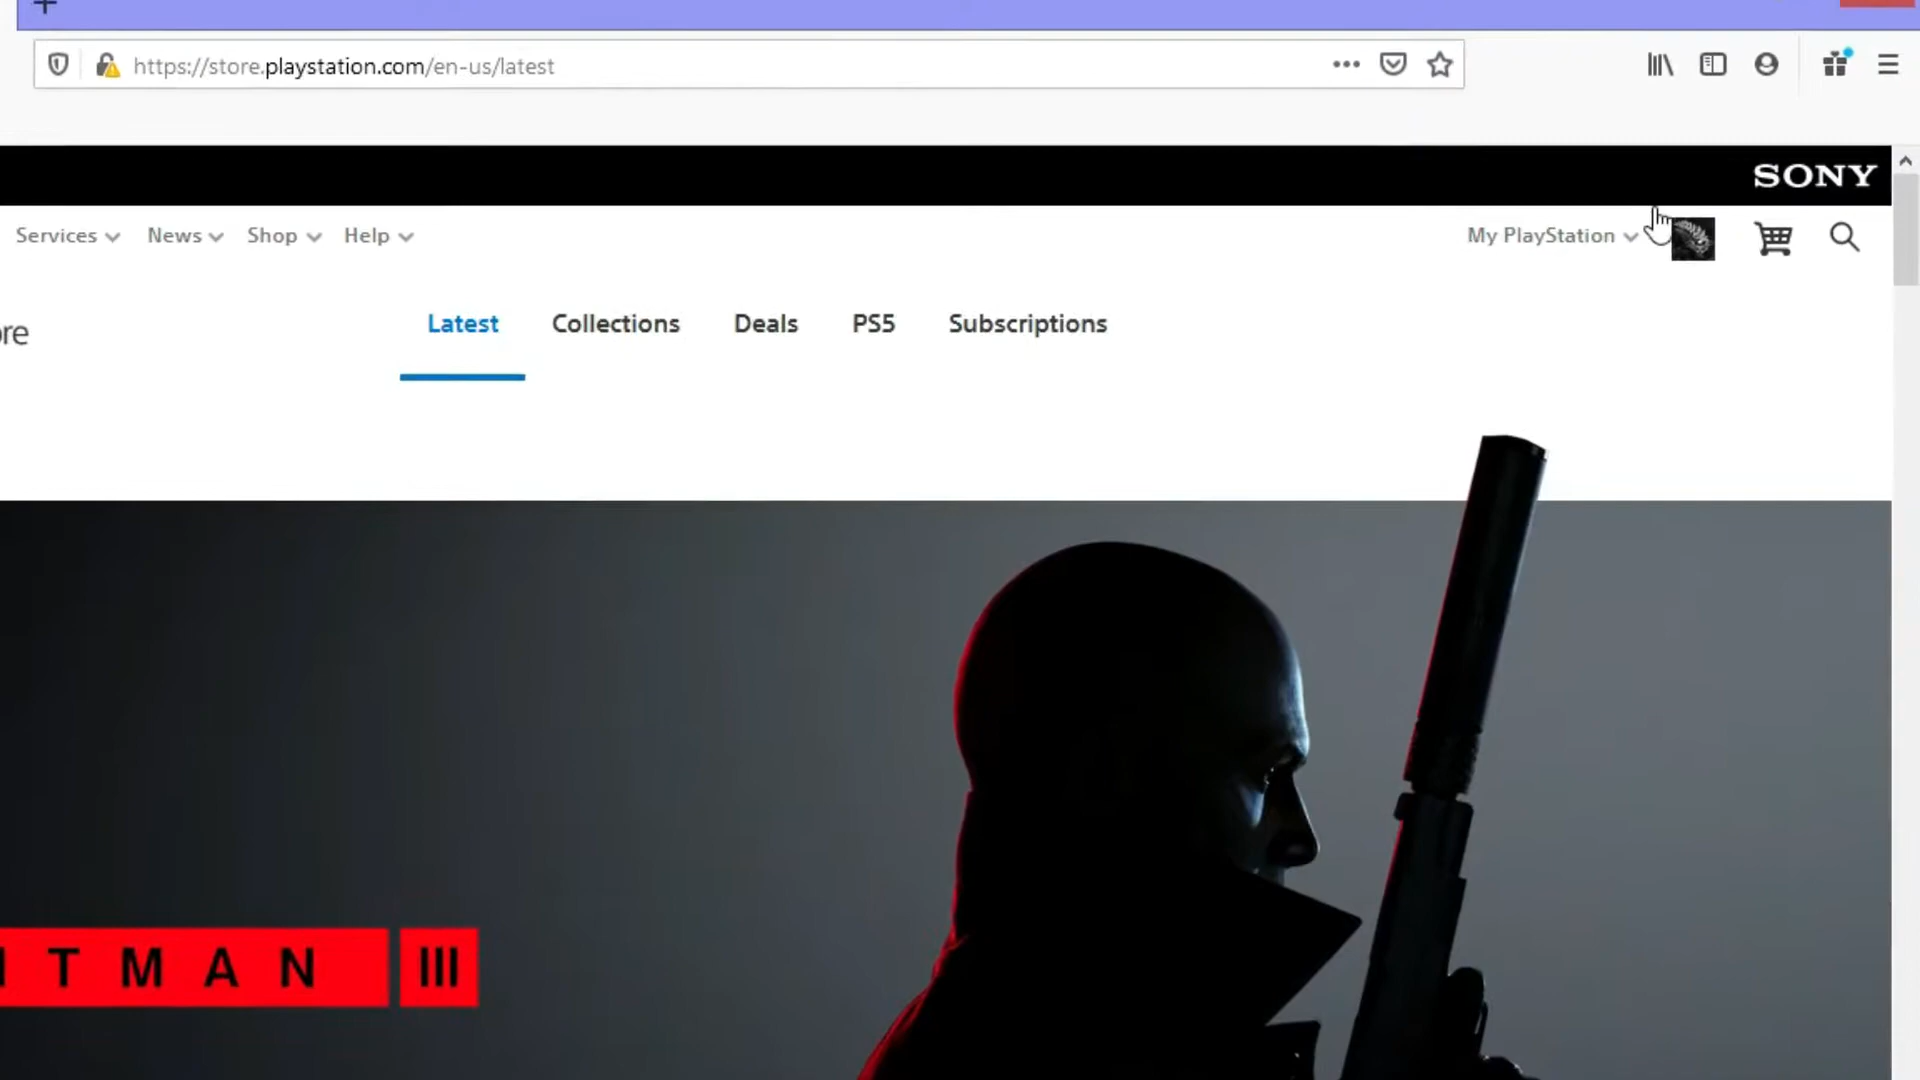 https://store.playstation.com/en-us/latest
SONY
Services News Shop Help My PlayStation
re
Latest Collections Deals PS5 Subscriptions
TMAN III